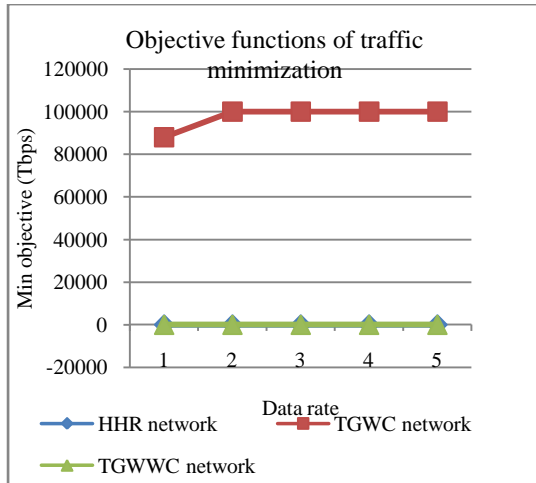 Objective functions of traffic
minimization
Min objective (Tbps)
120000
100000
80000
60000
40000
20000
0
-20000
1 2 3 4 5
Data rate
HHR network
TGWC network
TGWWC network